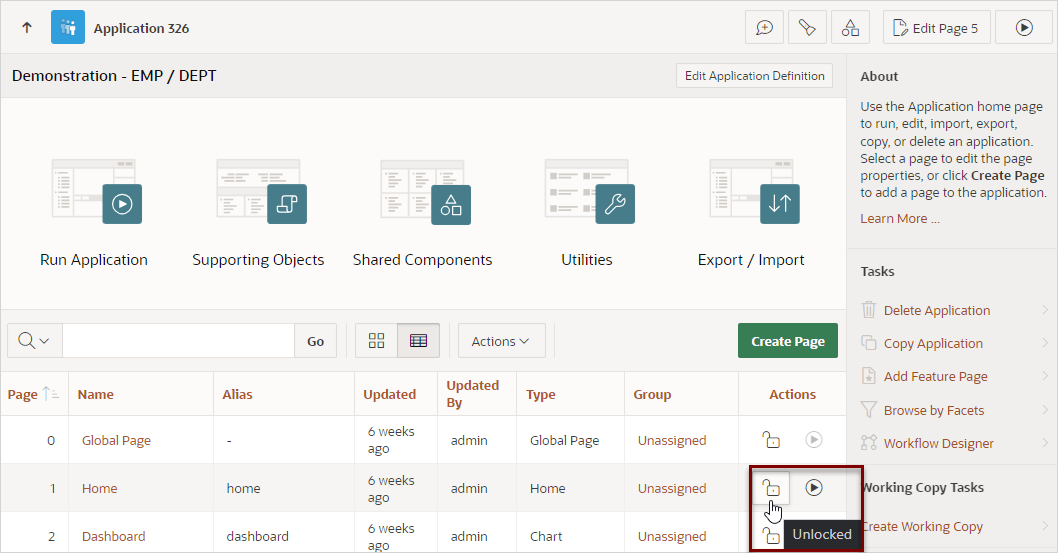 Application 326
Edit Page 5
Demonstration - EMP / DEPT
Edit Application Definition
Run Application
Supporting Objects
Shared Components
Utilities
Export / Import
Go
Actions
Create Page
Page Name Alias Updated Updated By Type Group Actions
0 Global Page - 6 weeks ago admin Global Page Unassigned
1 Home home 6 weeks ago admin Home Unassigned
2 Dashboard dashboard 6 weeks ago admin Chart Unassigned
Unlocked
About
Use the Application home page
to run, edit, import, export,
copy, or delete an application.
Select a page to edit the page
properties, or click Create Page
to add a page to the application.
Learn More ...
Tasks
Delete Application
Copy Application
Add Feature Page
Browse by Facets
Workflow Designer
Working Copy Tasks
Create Working Copy